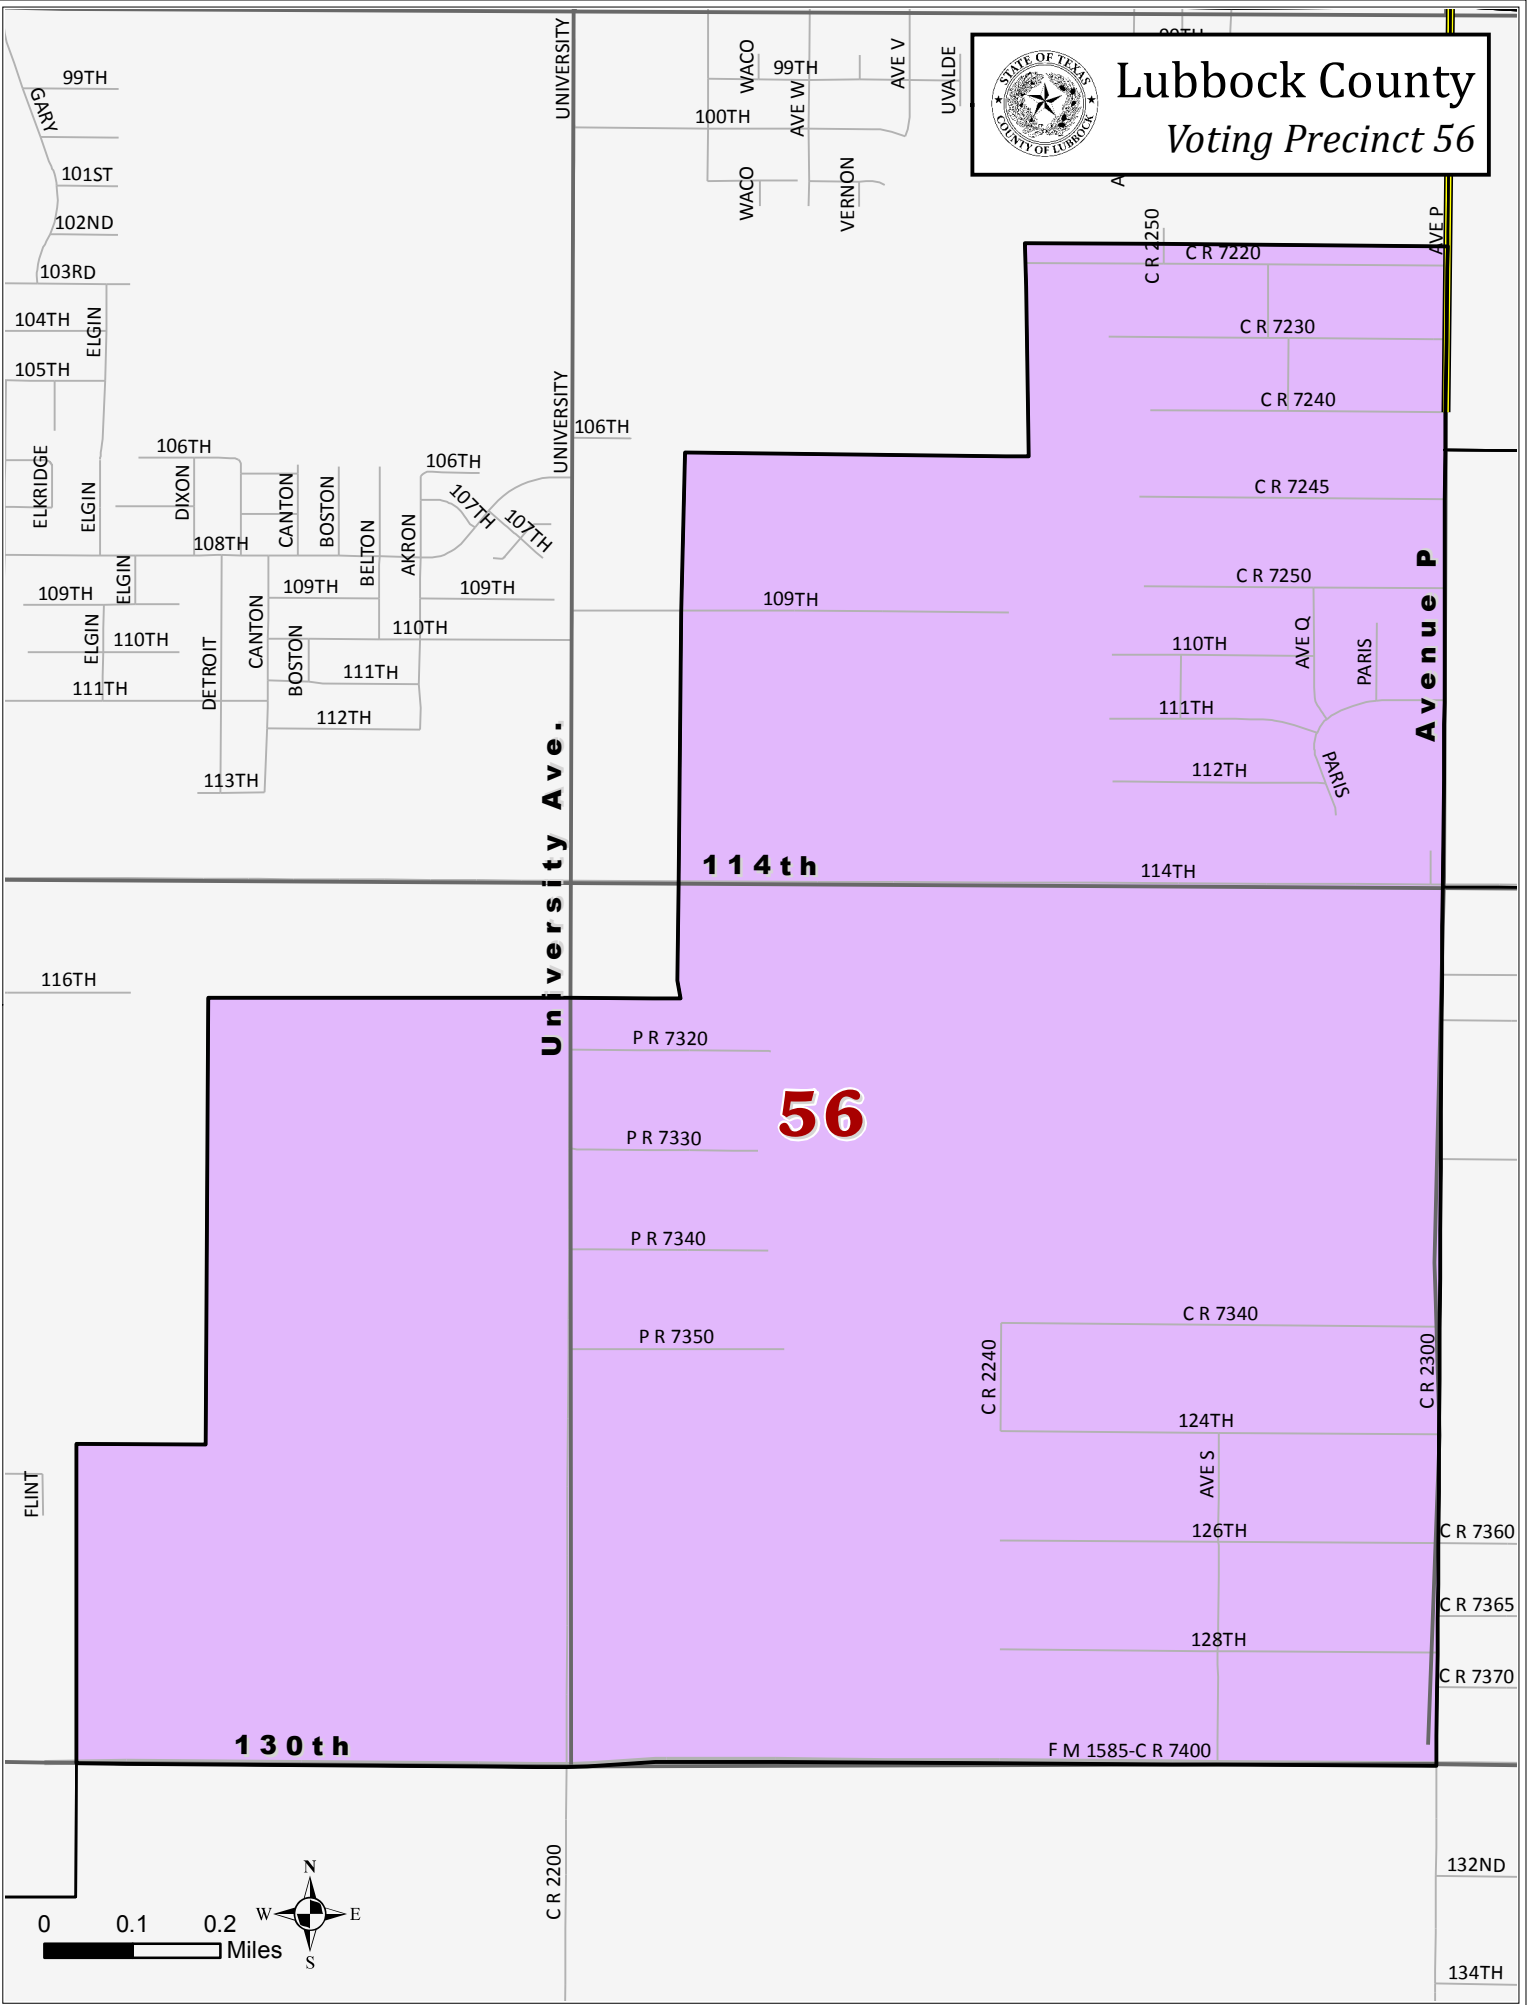 UNIVERSITY
WACO
99TH
AVE W
AVE V
UVALDE
100TH
WACO
VERNON
STATE OF TEXAS
COUNTY OF LUBBOCK
Lubbock County
Voting Precinct 56
99TH
GARY
101ST
102ND
103RD
104TH
ELGIN
105TH
C R 2250
AVE P
C R 7220
C R 7230
C R 7240
C R 7245
C R 7250
UNIVERSITY
106TH
106TH
106TH
ELKRIDGE
ELGIN
DIXON
CANTON
BOSTON
BELTON
AKRON
107TH
107TH
108TH
ELGIN
109TH
109TH
109TH
109TH
ELGIN
110TH
DETROIT
CANTON
BOSTON
110TH
111TH
111TH
112TH
113TH
AVE Q
PARIS
110TH
111TH
112TH
PARIS
Avenue P
University Ave.
114th
114TH
116TH
P R 7320
56
P R 7330
P R 7340
P R 7350
C R 7340
C R 2240
C R 2300
124TH
FLINT
AVE S
126TH
C R 7360
C R 7365
128TH
C R 7370
130th
F M 1585-C R 7400
C R 2200
132ND
134TH
N
W E
S
0 0.1 0.2
Miles